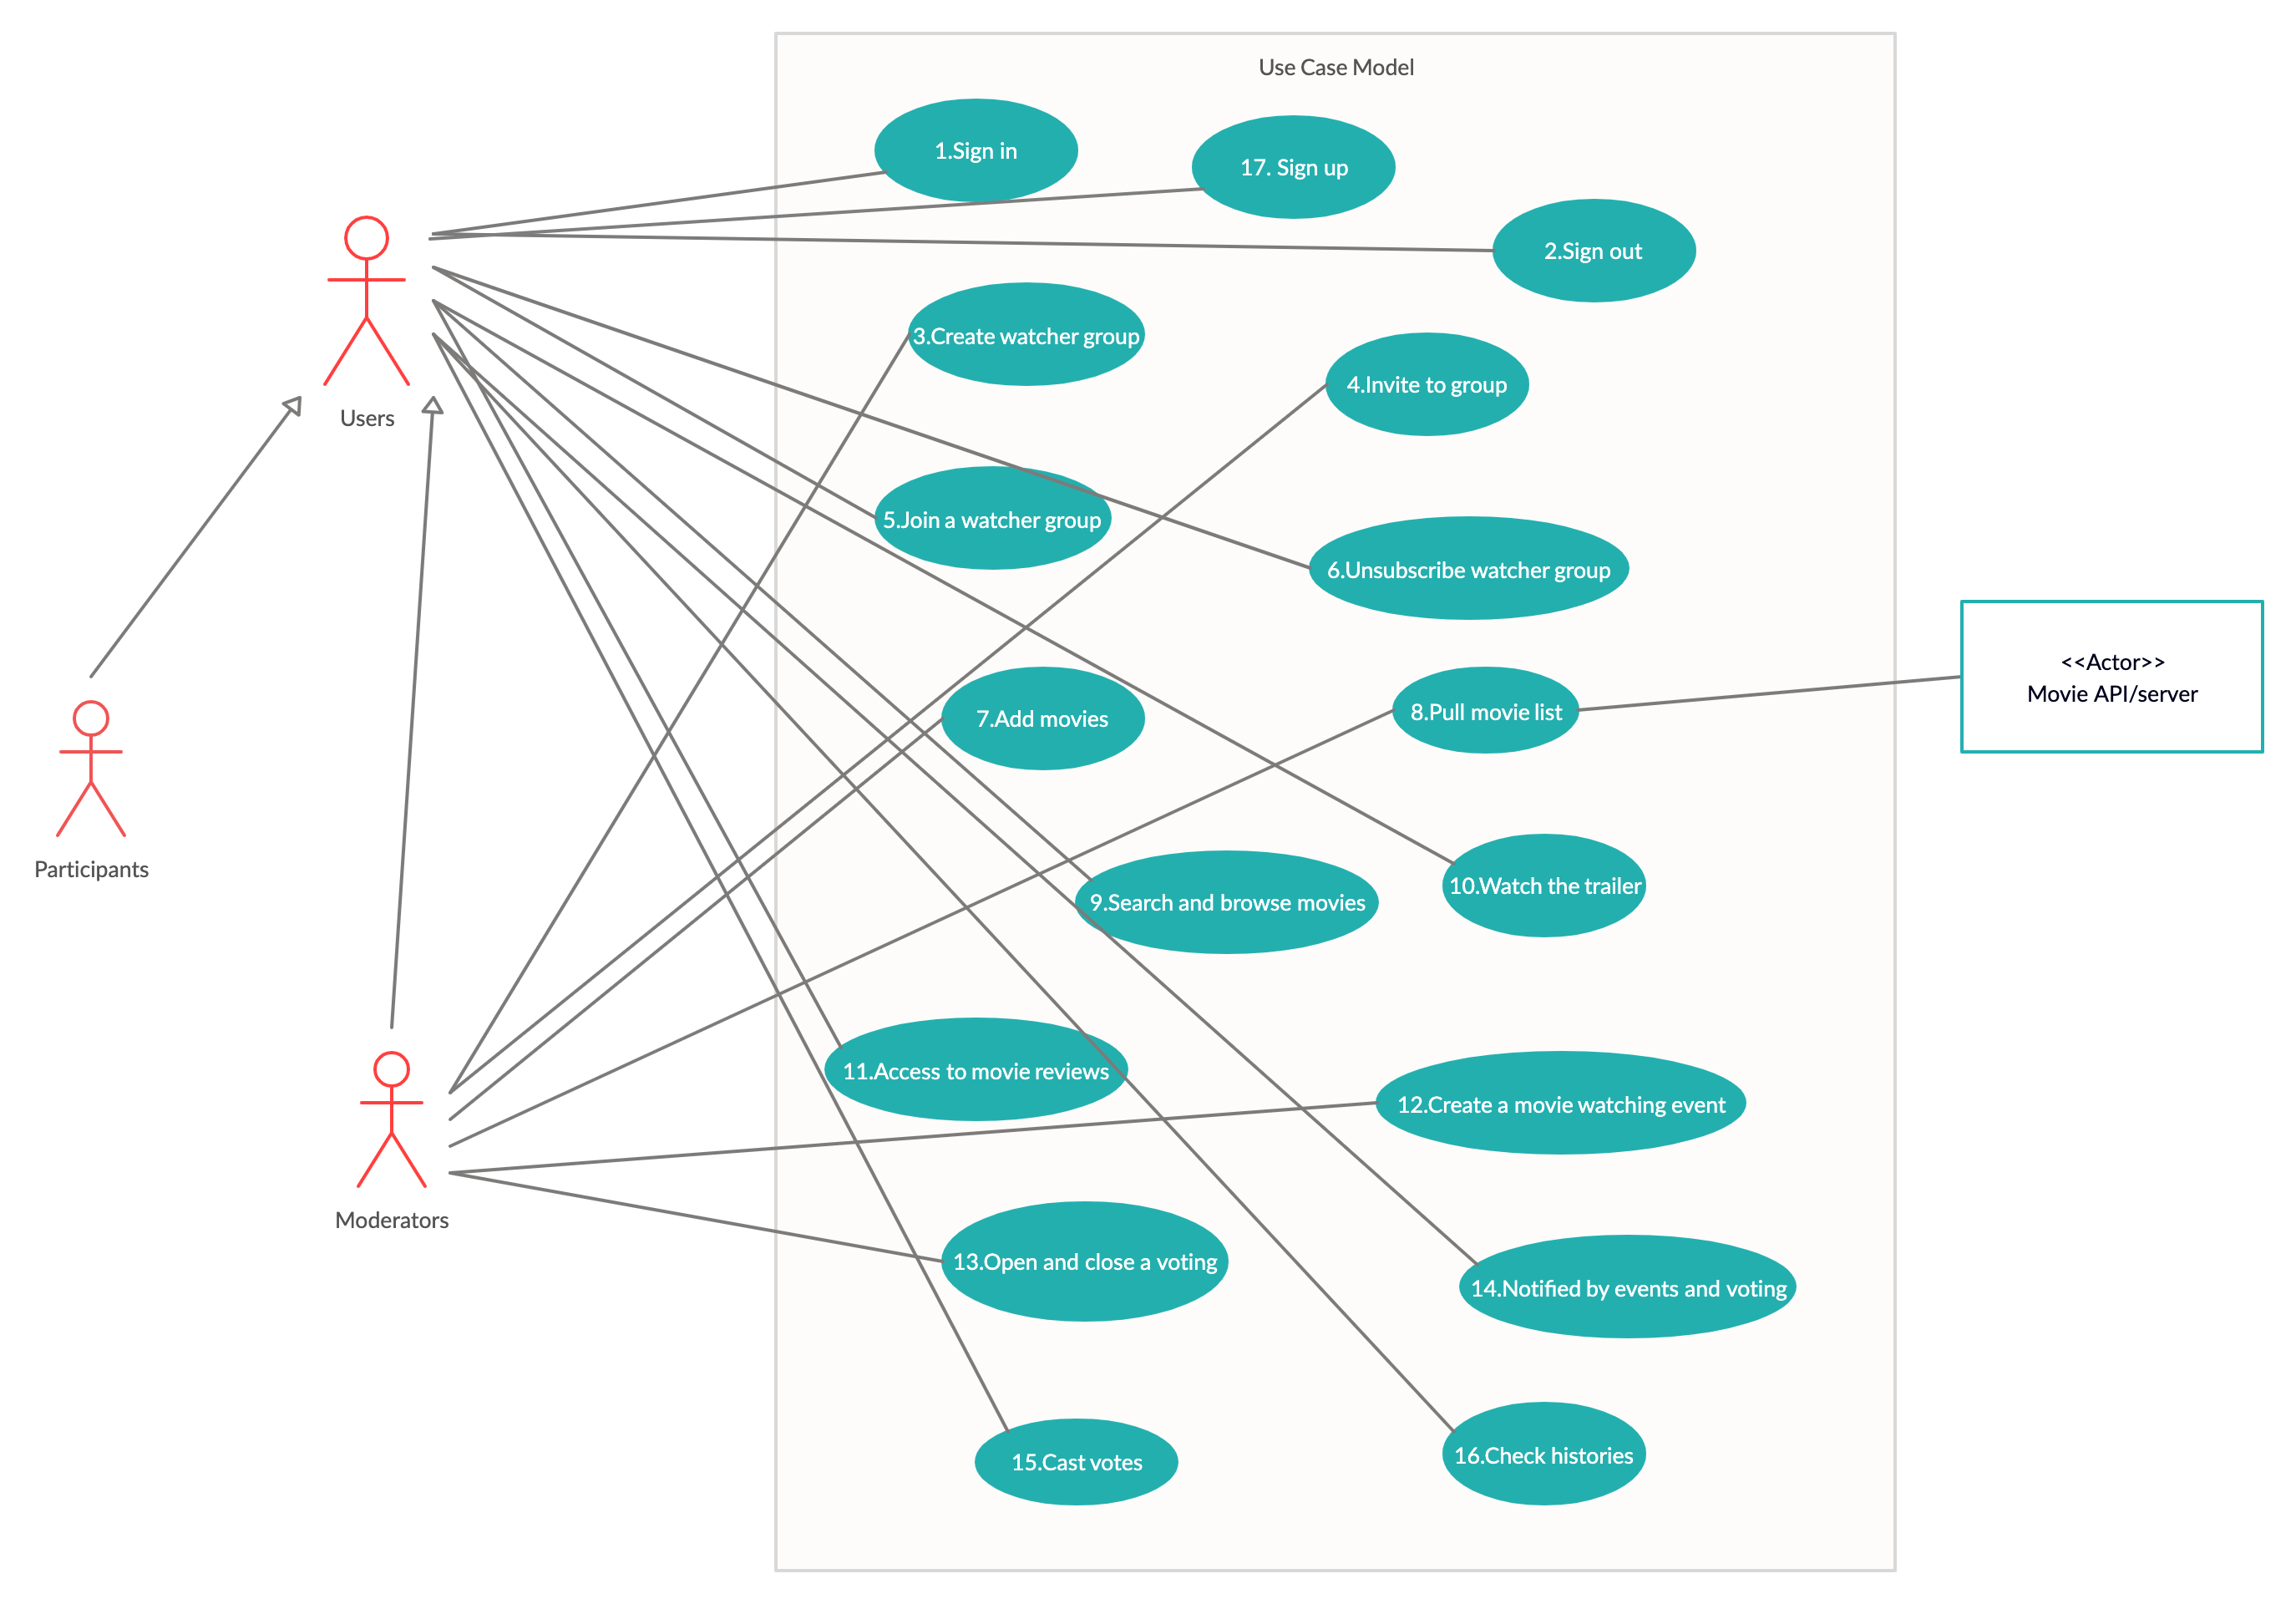 Use Case Model
1.Sign in
17. Sign up
2.Sign out
3.Create watcher group
4.Invite to group
Users
5.Join a watcher group
6.Unsubscribe watcher group
<<Actor>>
Movie API/server
7.Add movies
8.Pull movie list
Participants
9.Search and browse movies
10.Watch the trailer
11.Access to movie reviews
12.Create a movie watching event
Moderators
13.Open and close a voting
14.Notified by events and voting
15.Cast votes
16.Check histories